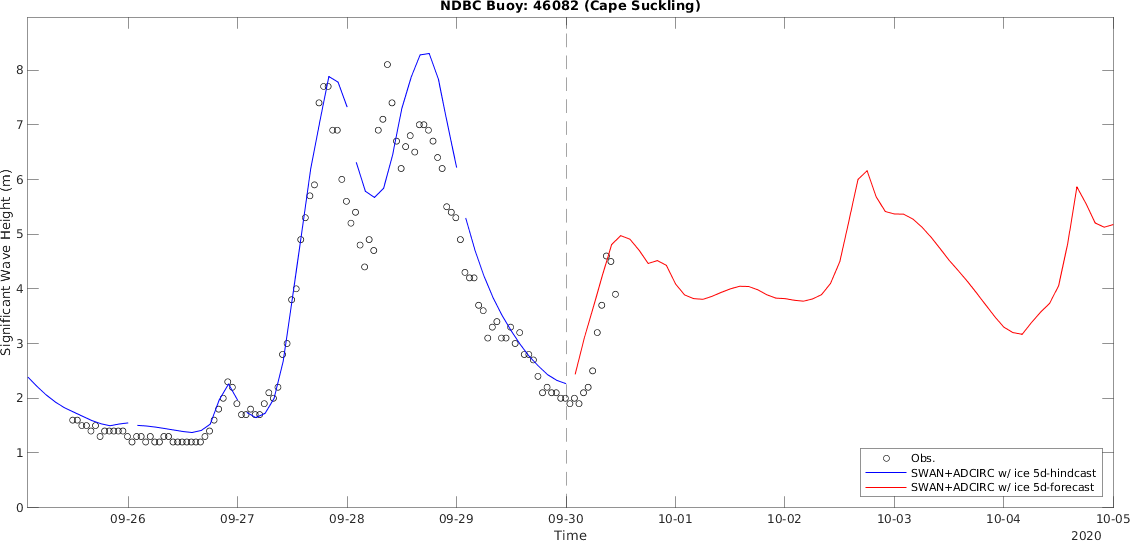 NDBC Buoy: 46082 (Cape Suckling)
8
7
6
5
4
3
2
1
0
Significant Wave Height (m)
09-26 09-27 09-28 09-29 09-30 10-01 10-02 10-03 10-04 10-05
Time
2020
Obs.
SWAN+ADCIRC w/ ice 5d-hindcast
SWAN+ADCIRC w/ ice 5d-forecast